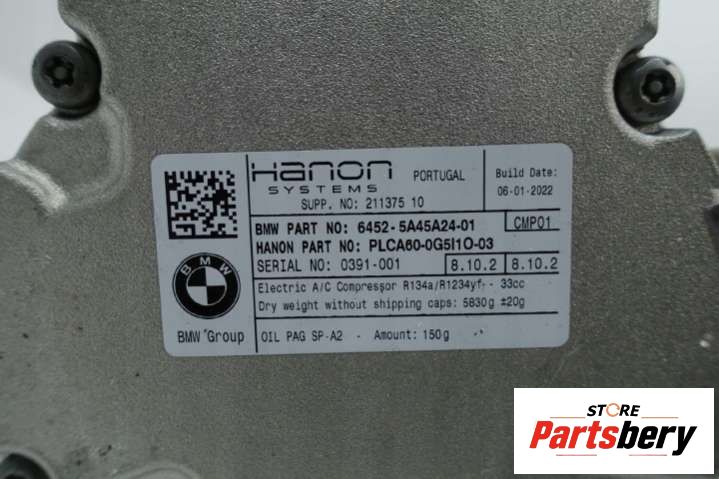 Hanon
SYSTEMS
PORTUGAL
SUPP. NO: 211375 10
Build Date:
06-01-2022
BMW PART NO: 6452-5A45A24-01
CMP01
HANON PART NO: PLCA60-0G5I1O-03
SERIAL NO: 0391-001
8.10.2 8.10.2
Electric A/C Compressor R134a/R1234yf - 33cc
Dry weight without shipping caps: 5830g ±20g
BMW
BMW Group
OIL PAG SP-A2 - Amount: 150g
STORE
Partsbery